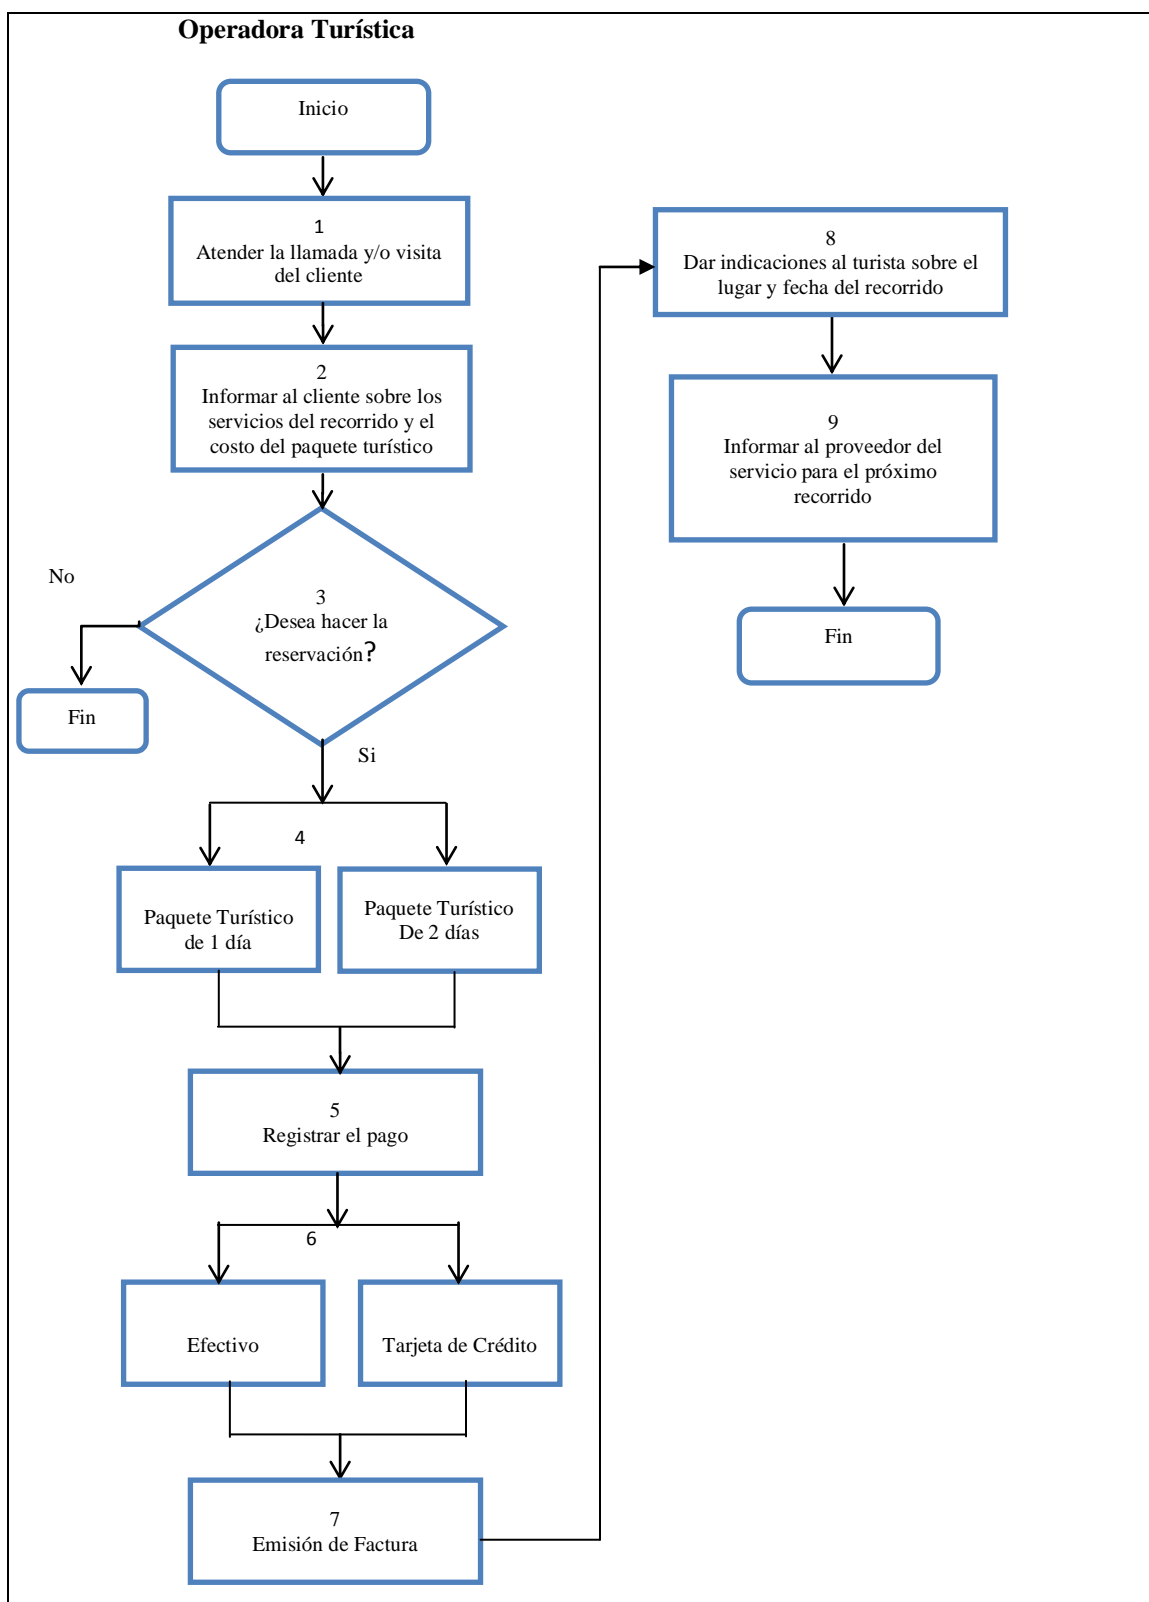 Operadora Turística
Inicio
1
Atender la llamada y/o visita
del cliente
2
Informar al cliente sobre los
servicios del recorrido y el
costo del paquete turístico
No
3
¿Desea hacer la
reservación?
Fin
Si
4
Paquete Turístico
de 1 día
Paquete Turístico
De 2 días
5
Registrar el pago
6
Efectivo
Tarjeta de Crédito
7
Emisión de Factura
8
Dar indicaciones al turista sobre el
lugar y fecha del recorrido
9
Informar al proveedor del
servicio para el próximo
recorrido
Fin